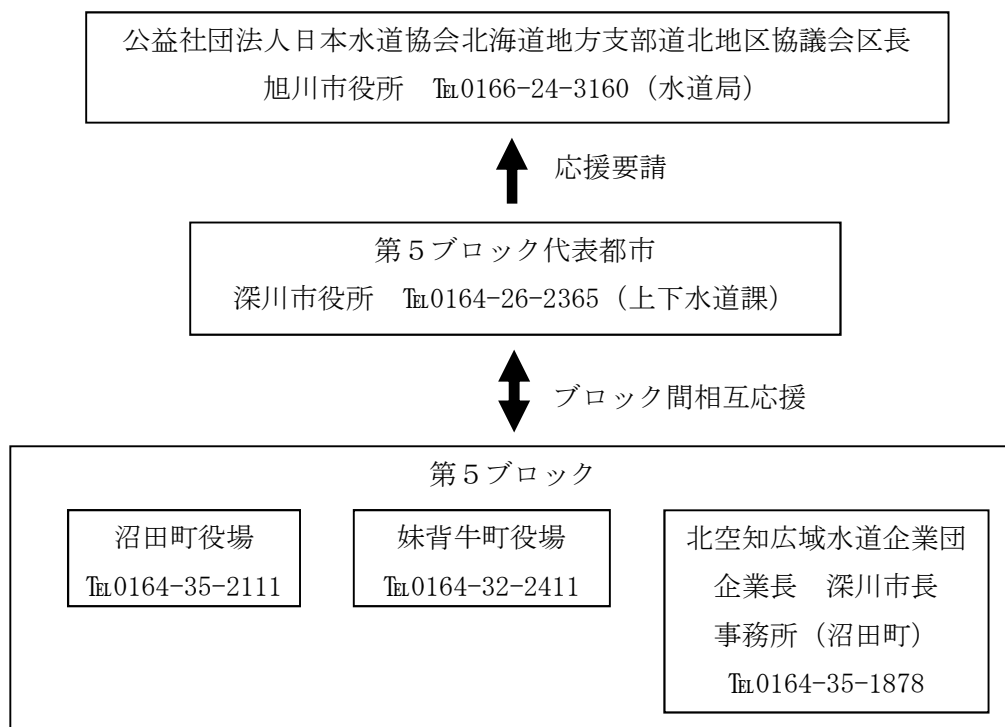 公益社団法人日本水道協会北海道地方支部道北地区協議会区長
旭川市役所　℡0166-24-3160（水道局）
応援要請
第５ブロック代表都市
深川市役所　℡0164-26-2365（上下水道課）
ブロック間相互応援
第５ブロック
沼田町役場
℡0164-35-2111
妹背牛町役場
℡0164-32-2411
北空知広域水道企業団
企業長　深川市長
事務所（沼田町）
℡0164-35-1878